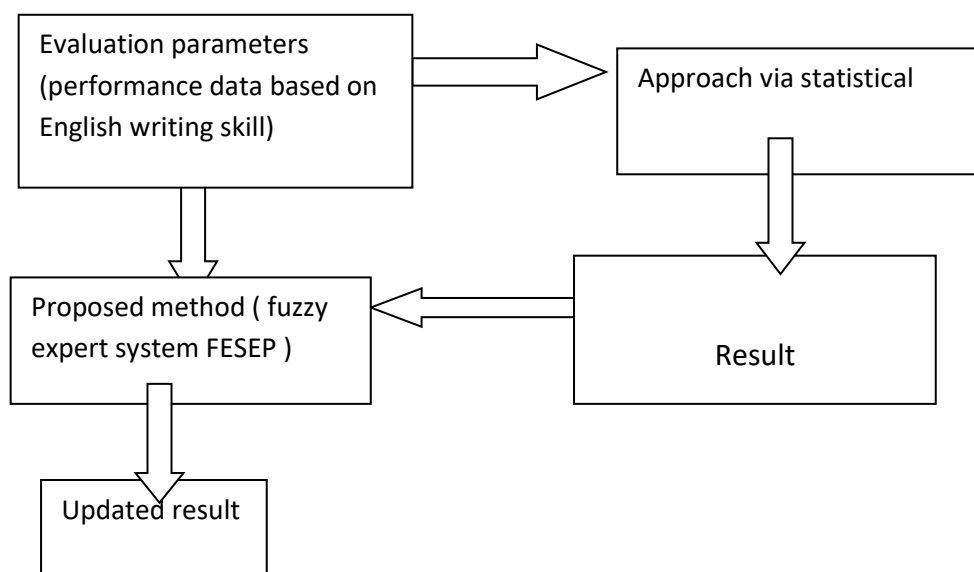 Evaluation parameters
(performance data based on
English writing skill)
Approach via statistical
Proposed method ( fuzzy
expert system FESEP )
Result
Updated result